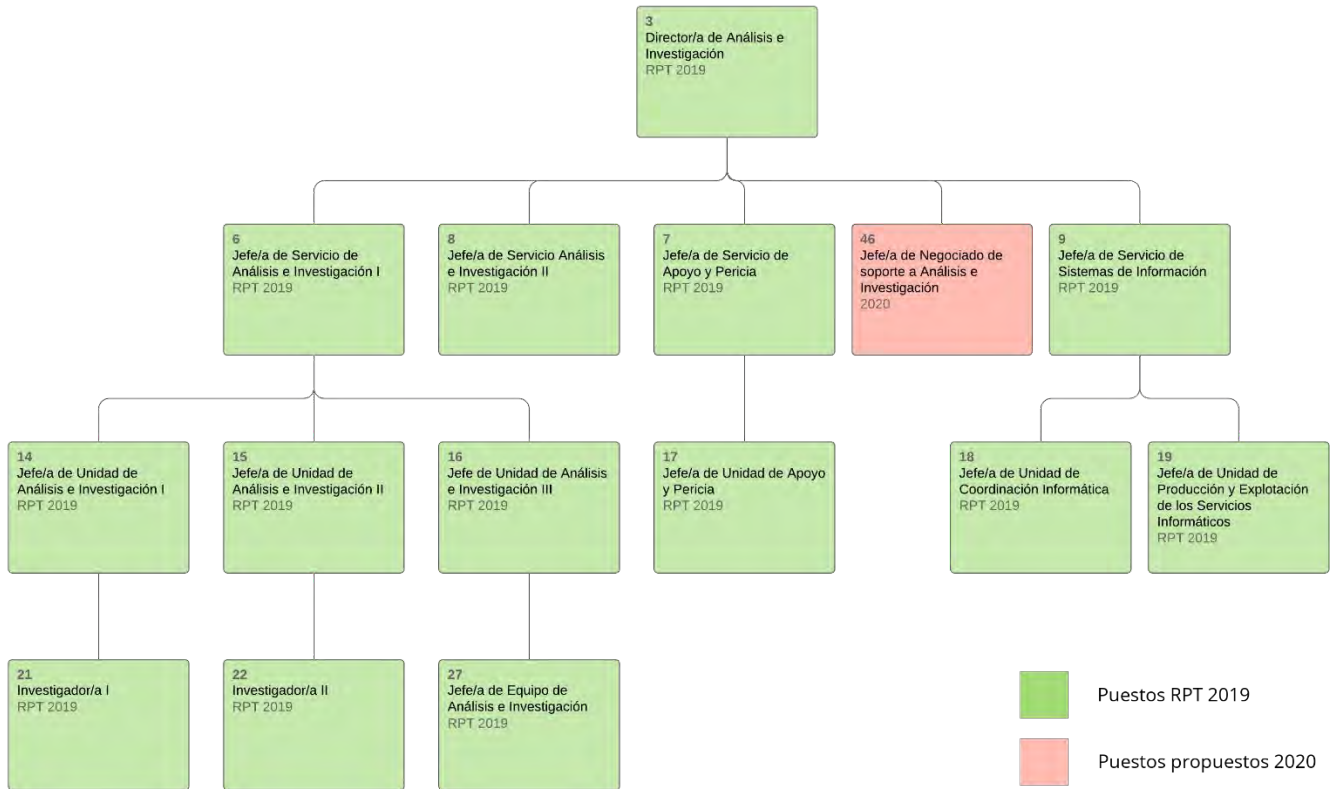 3
Director/a de Análisis e
Investigación
RPT 2019
6
Jefe/a de Servicio de
Análisis e Investigación I
RPT 2019
8
Jefe/a de Servicio Análisis
e Investigación II
RPT 2019
7
Jefe/a de Servicio de
Apoyo y Pericia
RPT 2019
46
Jefe/a de Negociado de
soporte a Análisis e
Investigación
2020
9
Jefe/a de Servicio de
Sistemas de Información
RPT 2019
14
Jefe/a de Unidad de
Análisis e Investigación I
RPT 2019
15
Jefe/a de Unidad de
Análisis e Investigación II
RPT 2019
16
Jefe de Unidad de Análisis
e Investigación III
RPT 2019
17
Jefe/a de Unidad de Apoyo
y Pericia
RPT 2019
18
Jefe/a de Unidad de
Coordinación Informática
RPT 2019
19
Jefe/a de Unidad de
Producción y Explotación
de los Servicios
Informáticos
RPT 2019
21
Investigador/a I
RPT 2019
22
Investigador/a II
RPT 2019
27
Jefe/a de Equipo de
Análisis e Investigación
RPT 2019
Puestos RPT 2019
Puestos propuestos 2020